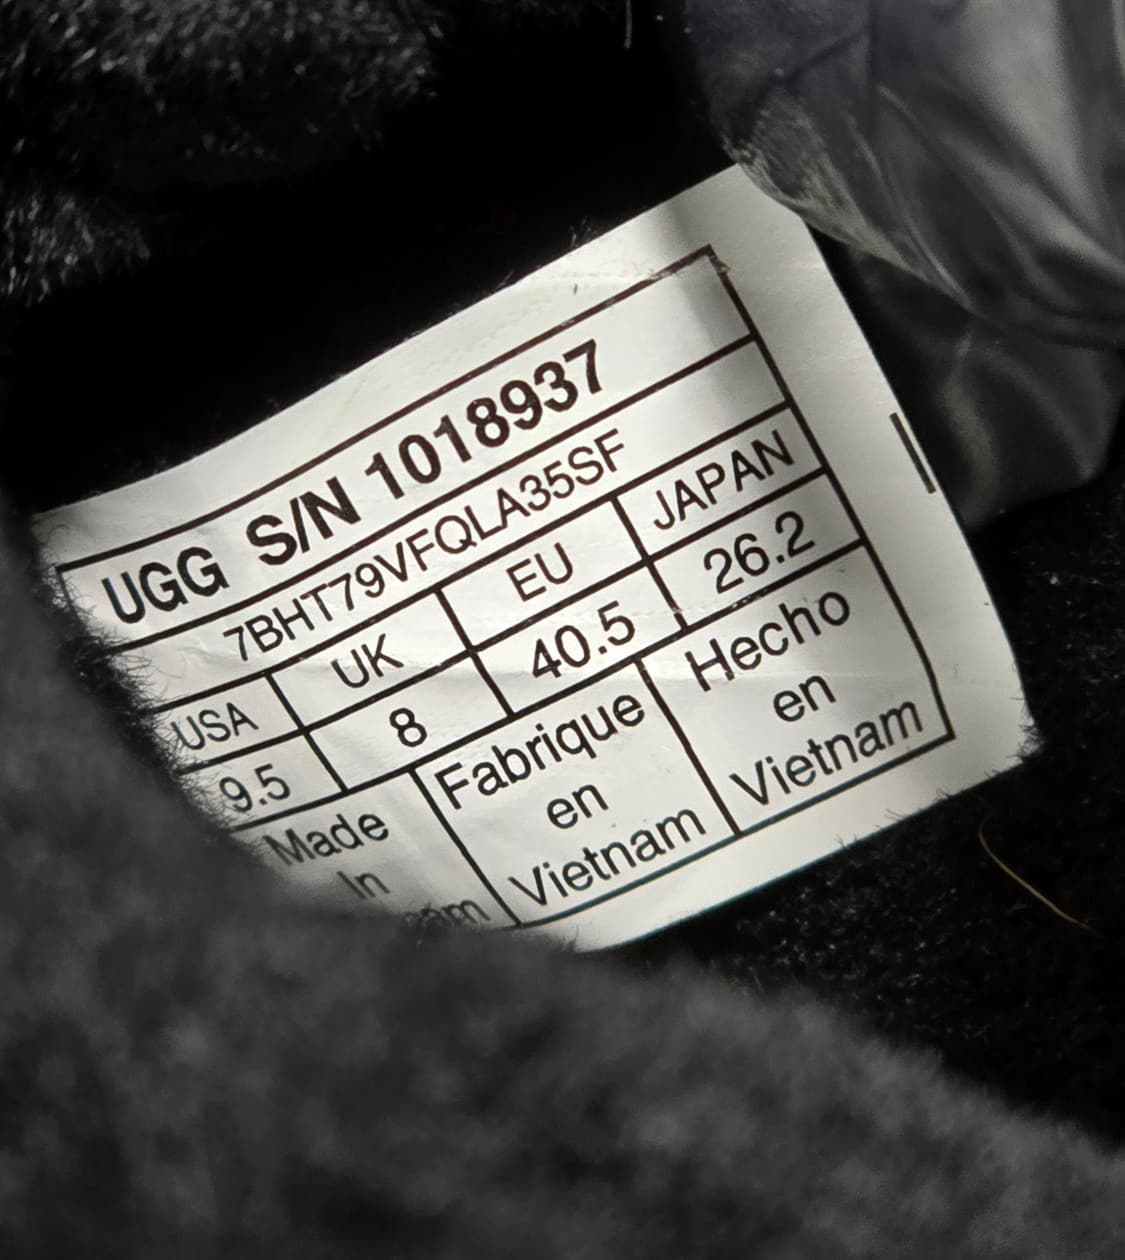 UGG S/N 1018937
7BHT79VFQLA35SF
USA UK EU JAPAN
9.5 8 40.5 26.2
Made Fabrique Hecho
In en en
Vietnam Vietnam